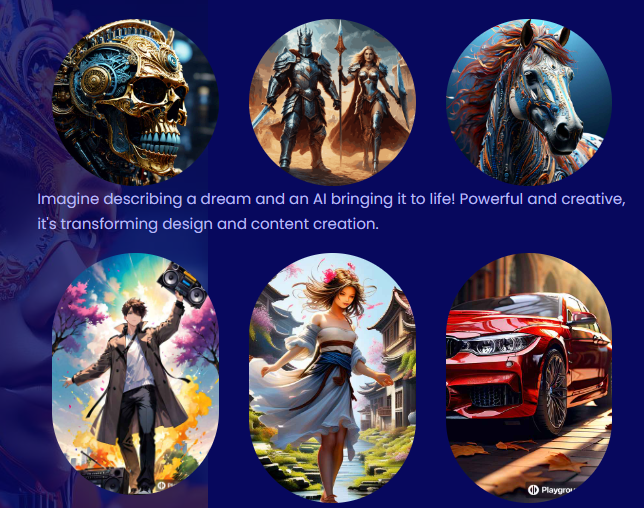 Imagine describing a dream and an AI bringing it to life! Powerful and creative,
it's transforming design and content creation.